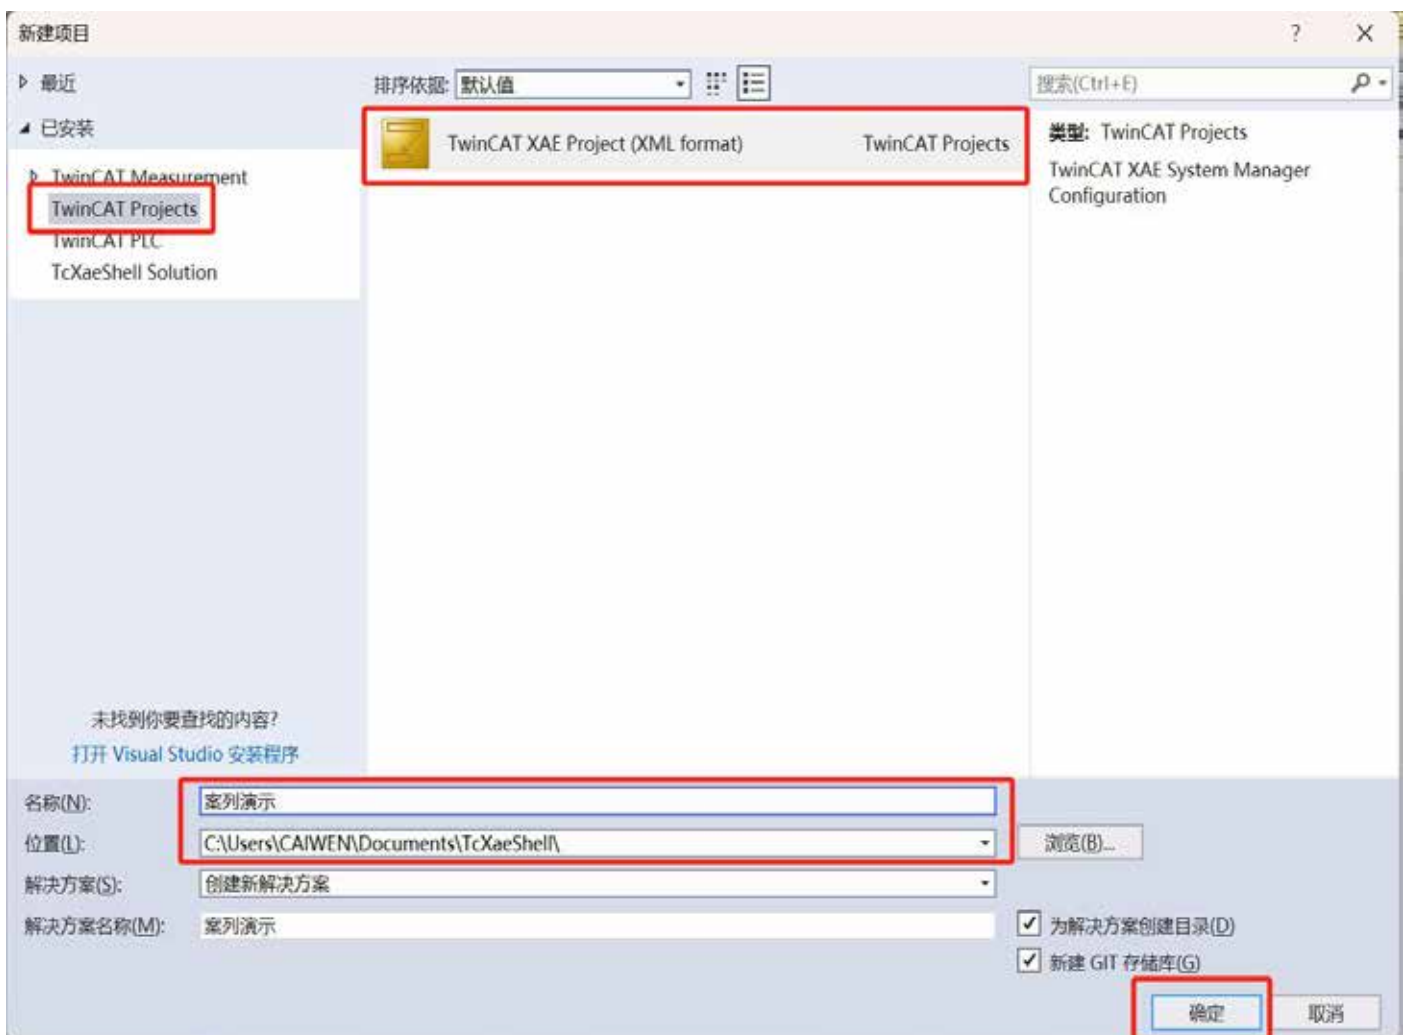 新建项目
?
最近
已安装
TwinCAT Measurement
TwinCAT Projects
TwinCAT PLC
TcXaeShell Solution
未找到你要查找的内容?
打开 Visual Studio 安装程序
排序依据: 默认值
TwinCAT XAE Project (XML format) TwinCAT Projects
搜索(Ctrl+E)
类型: TwinCAT Projects
TwinCAT XAE System Manager
Configuration
名称(N): 案列演示
位置(L): C:\Users\CAIWEN\Documents\TcXaeShell\ 浏览(B)...
解决方案(S): 创建新解决方案
解决方案名称(M): 案列演示
为解决方案创建目录(D)
新建 GIT 存储库(G)
确定 取消